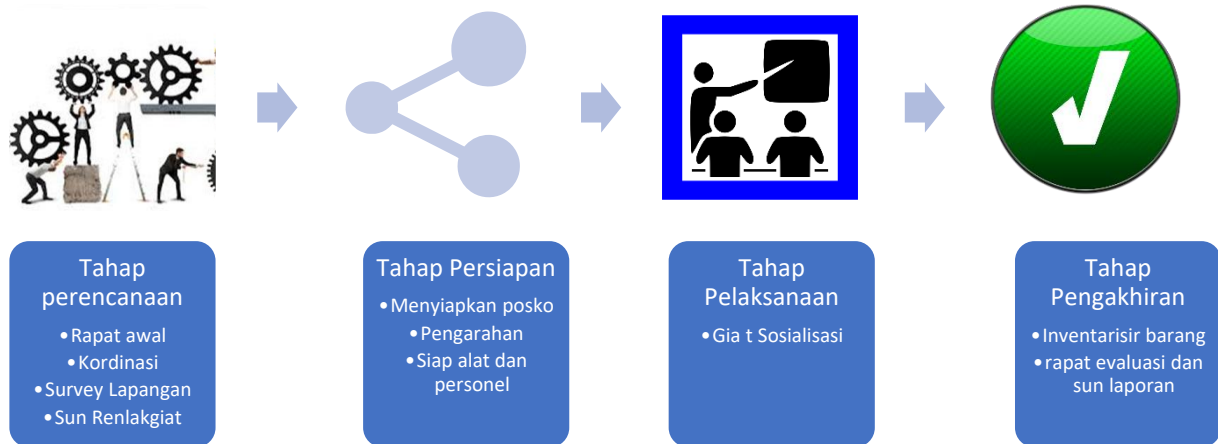 Tahap
perencanaan
•Rapat awal
•Kordinasi
•Survey Lapangan
•Sun Renlakgiat
Tahap Persiapan
•Menyiapkan posko
•Pengarahan
•Siap alat dan
personel
Tahap
Pelaksanaan
•Gia t Sosialisasi
Tahap
Pengakhiran
•Inventarisir barang
•rapat evaluasi dan
sun laporan